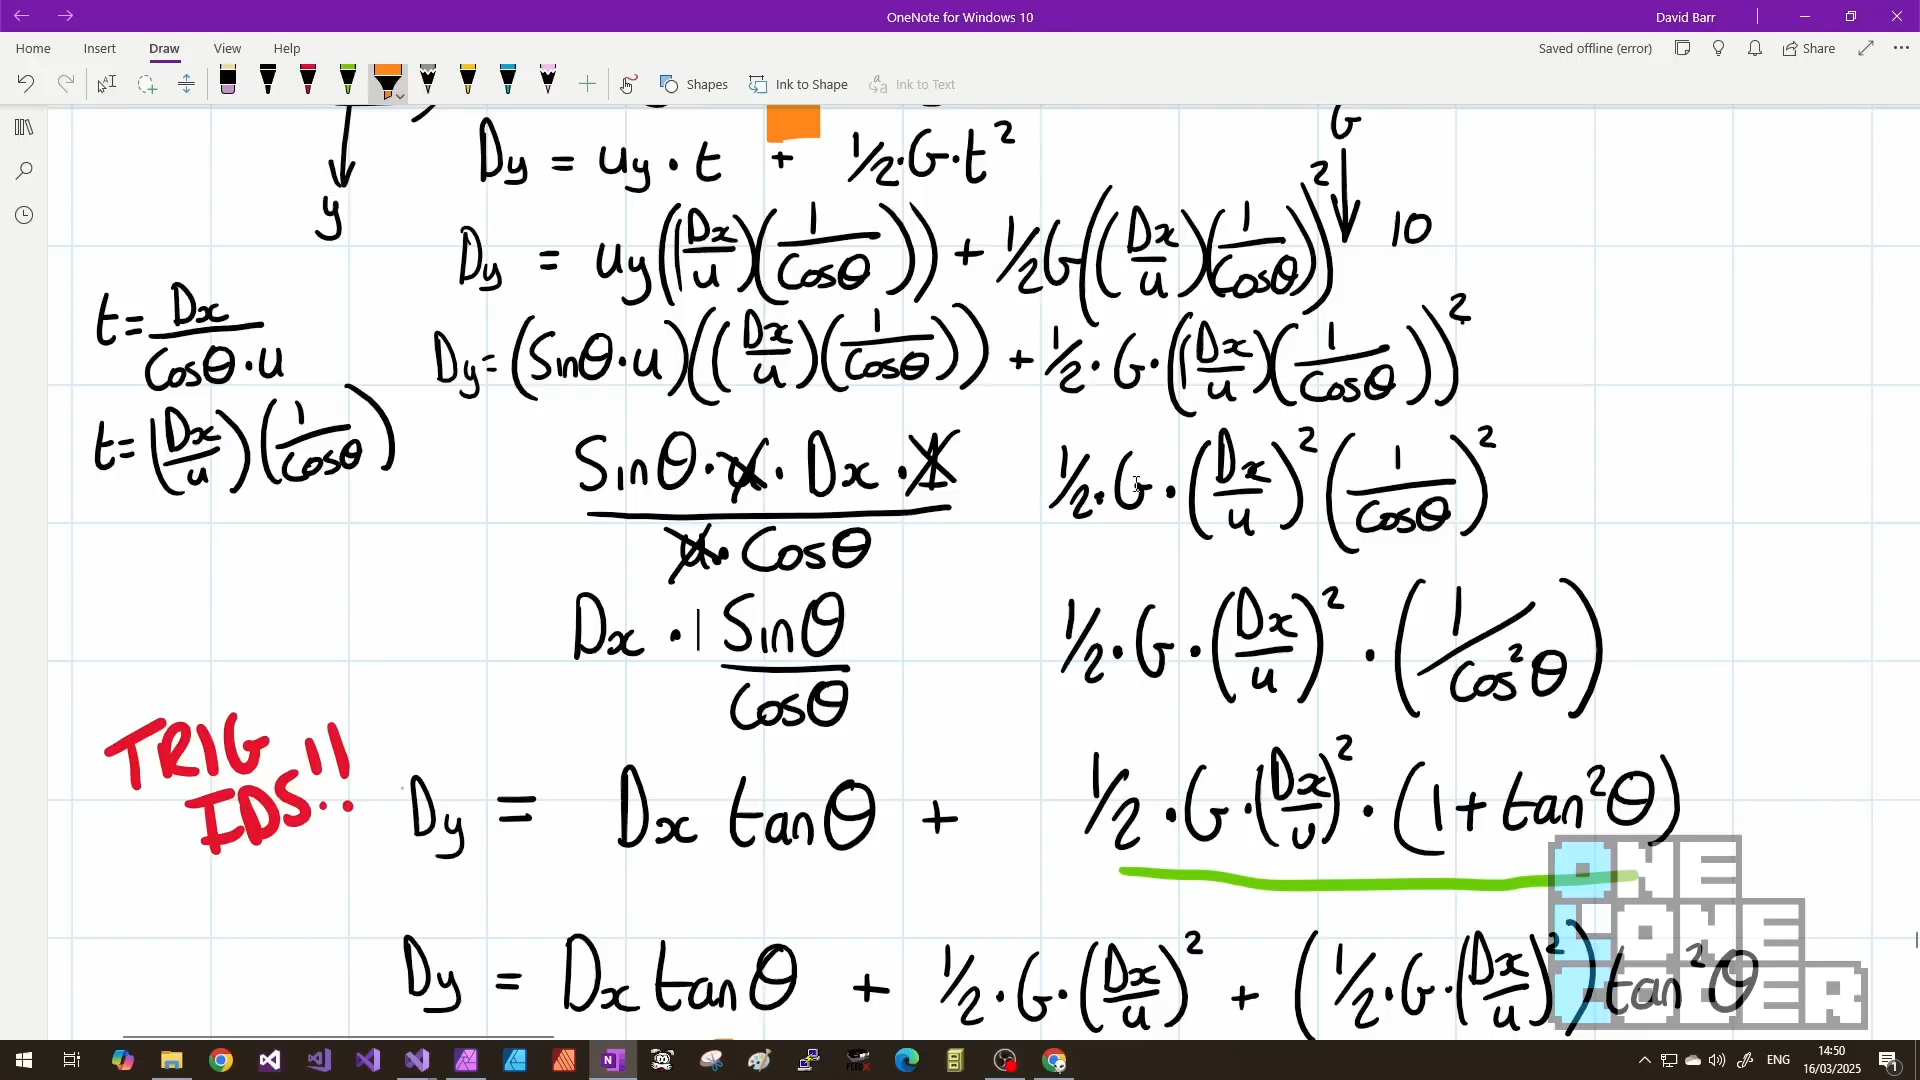 OneNote for Windows 10
David Barr
Home Insert Draw View Help
Saved offline (error)
Share
Shapes
Ink to Shape
Ink to Text
G
Dy = uy · t + 1/2 · G · t²
y
10
Dy = uy((Dx/u)(1/Cosθ)) + 1/2G((Dx/u)(1/Cosθ))²
t = Dx/Cosθ·u
Dy = (Sinθ·u)((Dx/u)(1/Cosθ)) + 1/2·G·((Dx/u)(1/Cosθ))²
t = (Dx/u)(1/Cosθ)
Sinθ·u·Dx·1
u·Cosθ
1/2·G·(Dx/u)²(1/Cosθ)²
Dx · Sinθ/Cosθ
1/2·G·(Dx/u)²·(1/Cos²θ)
TRIG
IDS!!
Dy = Dx tanθ + 1/2·G·(Dx/u)²·(1+tan²θ)
Dy = Dx tanθ + 1/2·G·(Dx/u)² + (1/2·G·(Dx/u)²)tan²θ
ONE
LONE
CODER
ENG
14:50
16/03/2025
1